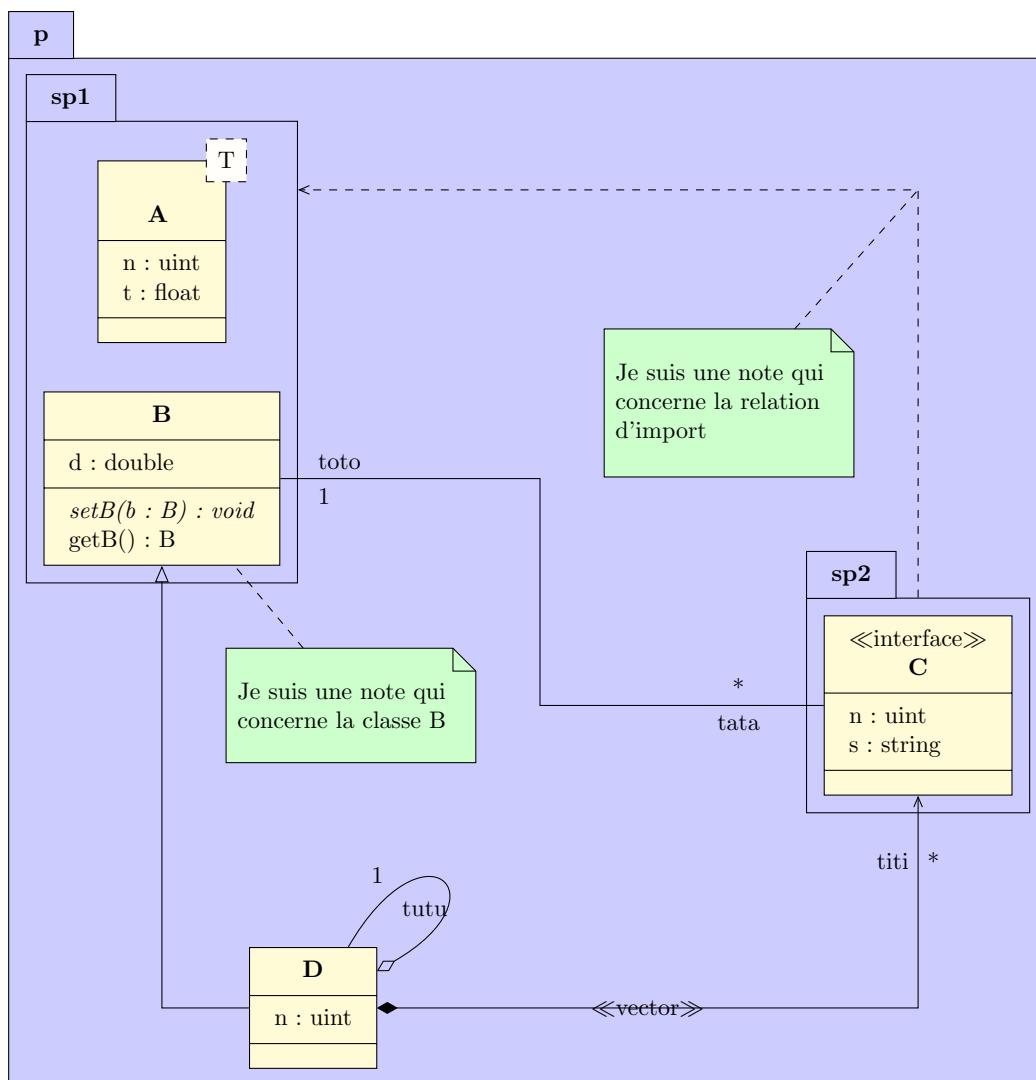 p
sp1
T
A
n : uint
t : float
Je suis une note qui
concerne la relation
d'import
B
d : double
setB(b : B) : void
getB() : B
toto
1
sp2
≪interface≫
C
n : uint
s : string
*
tata
Je suis une note qui
concerne la classe B
titi
*
1
tutu
D
n : uint
≪vector≫